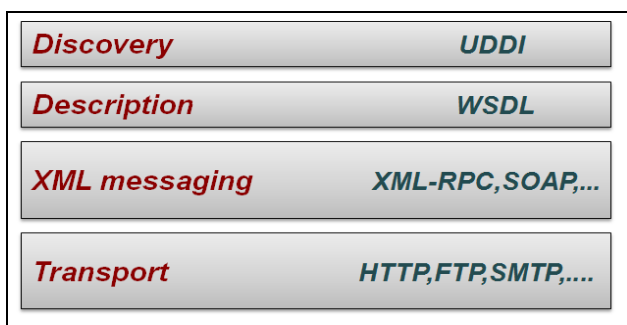 Discovery UDDI
Description WSDL
XML messaging XML-RPC,SOAP,...
Transport HTTP,FTP,SMTP,....